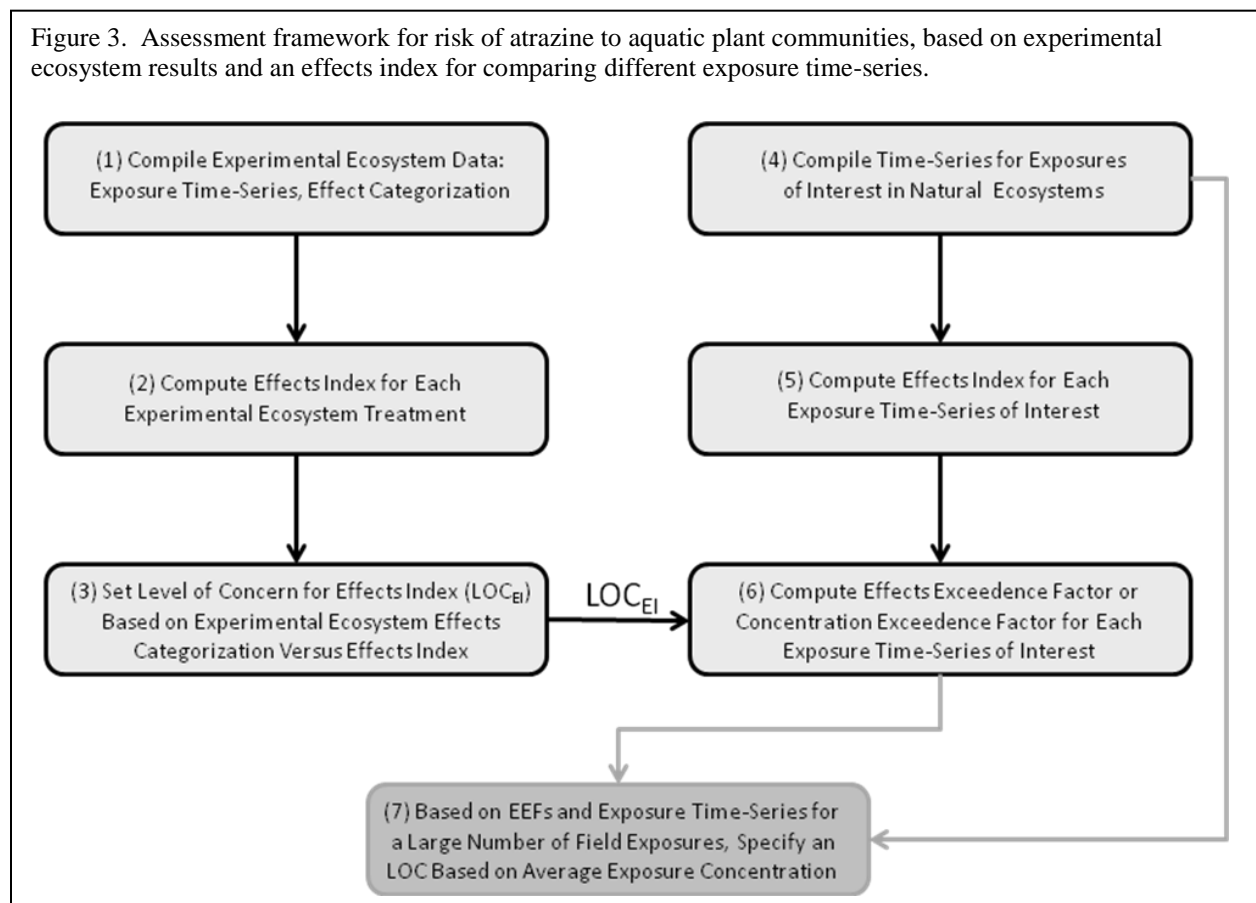 Figure 3. Assessment framework for risk of atrazine to aquatic plant communities, based on experimental
ecosystem results and an effects index for comparing different exposure time-series.
(1) Compile Experimental Ecosystem Data:
Exposure Time-Series, Effect Categorization
(4) Compile Time-Series for Exposures
of Interest in Natural Ecosystems
(2) Compute Effects Index for Each
Experimental Ecosystem Treatment
(5) Compute Effects Index for Each
Exposure Time-Series of Interest
(3) Set Level of Concern for Effects Index (LOCEI)
Based on Experimental Ecosystem Effects
Categorization Versus Effects Index
LOCEI
(6) Compute Effects Exceedence Factor or
Concentration Exceedence Factor for Each
Exposure Time-Series of Interest
(7) Based on EEFs and Exposure Time-Series for
a Large Number of Field Exposures, Specify an
LOC Based on Average Exposure Concentration